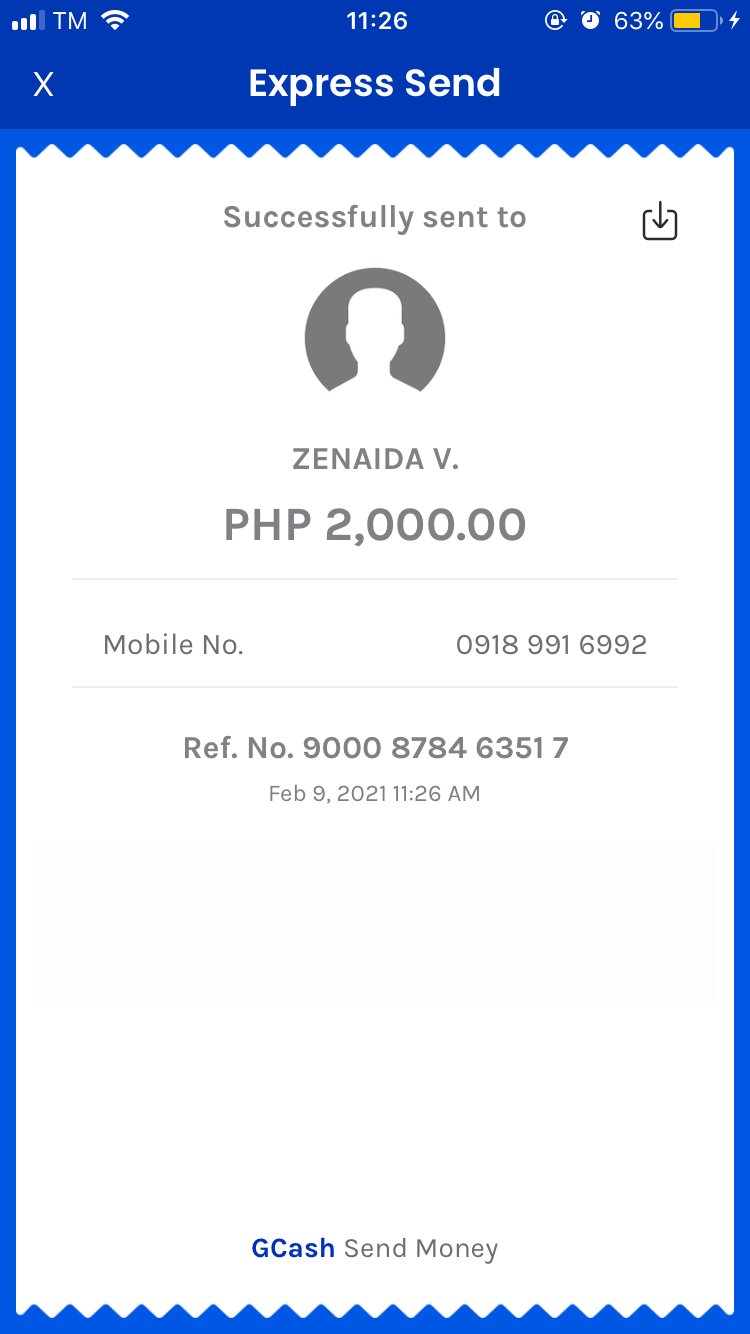 TM 11:26 63%
X Express Send
Successfully sent to
ZENAIDA V.
PHP 2,000.00
Mobile No. 0918 991 6992
Ref. No. 9000 8784 6351 7
Feb 9, 2021 11:26 AM
GCash Send Money